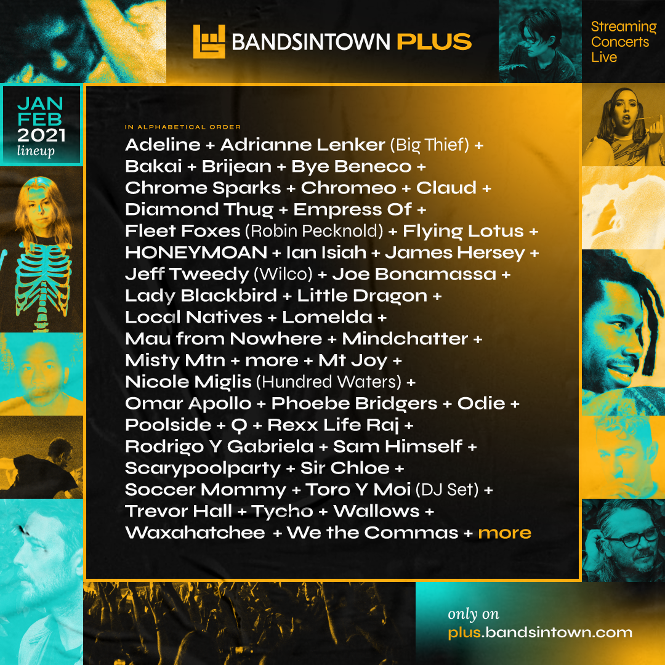 BANDSINTOWN PLUS
Streaming
Concerts
Live
JAN
FEB
2021
lineup
IN ALPHABETICAL ORDER
Adeline + Adrianne Lenker (Big Thief) +
Bakai + Brijean + Bye Beneco +
Chrome Sparks + Chromeo + Claud +
Diamond Thug + Empress Of +
Fleet Foxes (Robin Pecknold) + Flying Lotus +
HONEYMOAN + Ian Isiah + James Hersey +
Jeff Tweedy (Wilco) + Joe Bonamassa +
Lady Blackbird + Little Dragon +
Local Natives + Lomelda +
Mau from Nowhere + Mindchatter +
Misty Mtn + more + Mt Joy +
Nicole Miglis (Hundred Waters) +
Omar Apollo + Phoebe Bridgers + Odie +
Poolside + Q + Rexx Life Raj +
Rodrigo Y Gabriela + Sam Himself +
Scarypoolparty + Sir Chloe +
Soccer Mommy + Toro Y Moi (DJ Set) +
Trevor Hall + Tycho + Wallows +
Waxahatchee + We the Commas + more
only on
plus.bandsintown.com